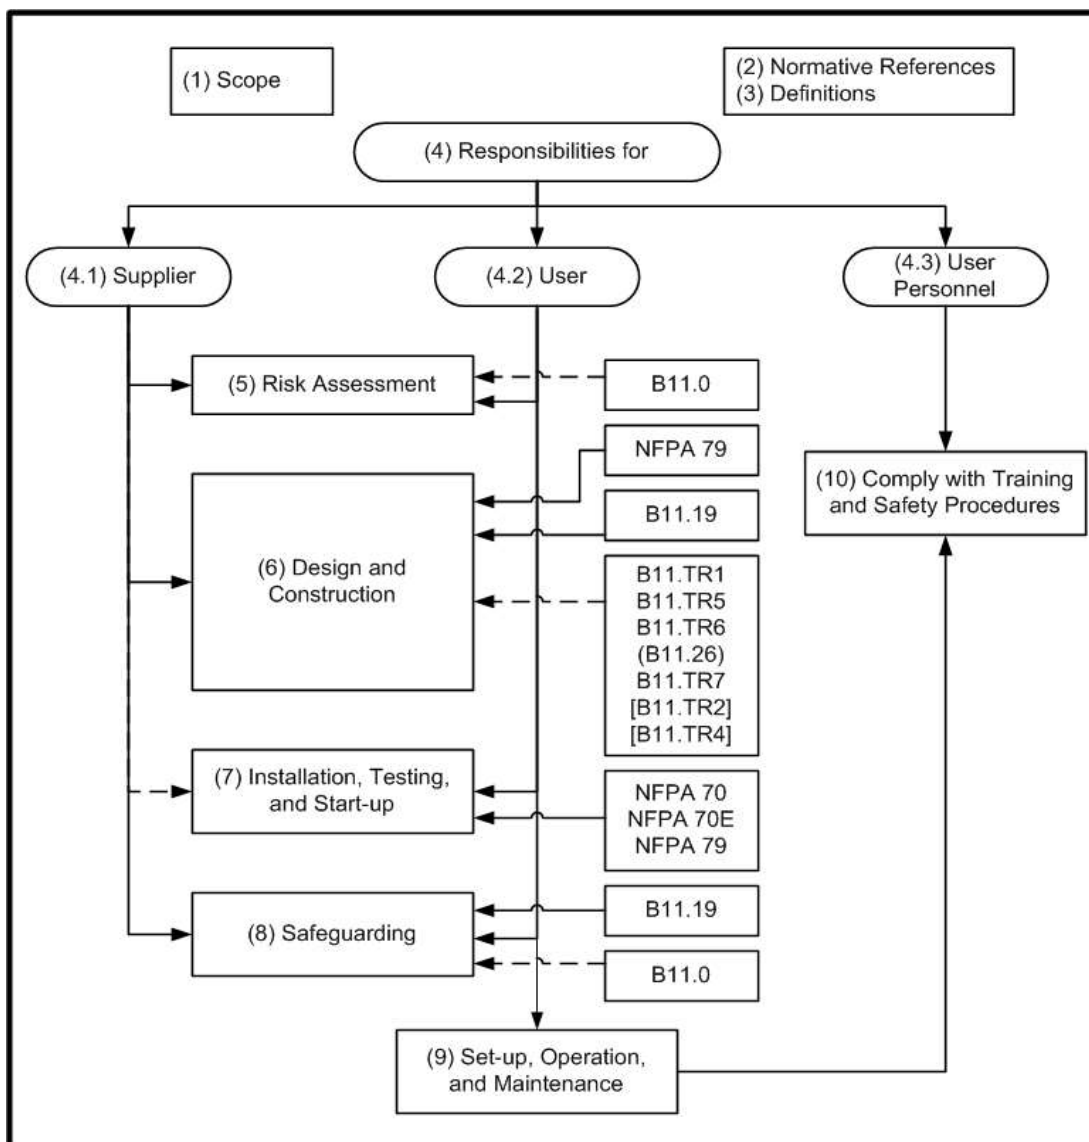 (1) Scope
(2) Normative References
(3) Definitions
(4) Responsibilities for
(4.1) Supplier
(4.2) User
(4.3) User
Personnel
(5) Risk Assessment
B11.0
NFPA 79
(10) Comply with Training
and Safety Procedures
B11.19
(6) Design and
Construction
B11.TR1
B11.TR5
B11.TR6
(B11.26)
B11.TR7
[B11.TR2]
[B11.TR4]
(7) Installation, Testing,
and Start-up
NFPA 70
NFPA 70E
NFPA 79
(8) Safeguarding
B11.19
B11.0
(9) Set-up, Operation,
and Maintenance